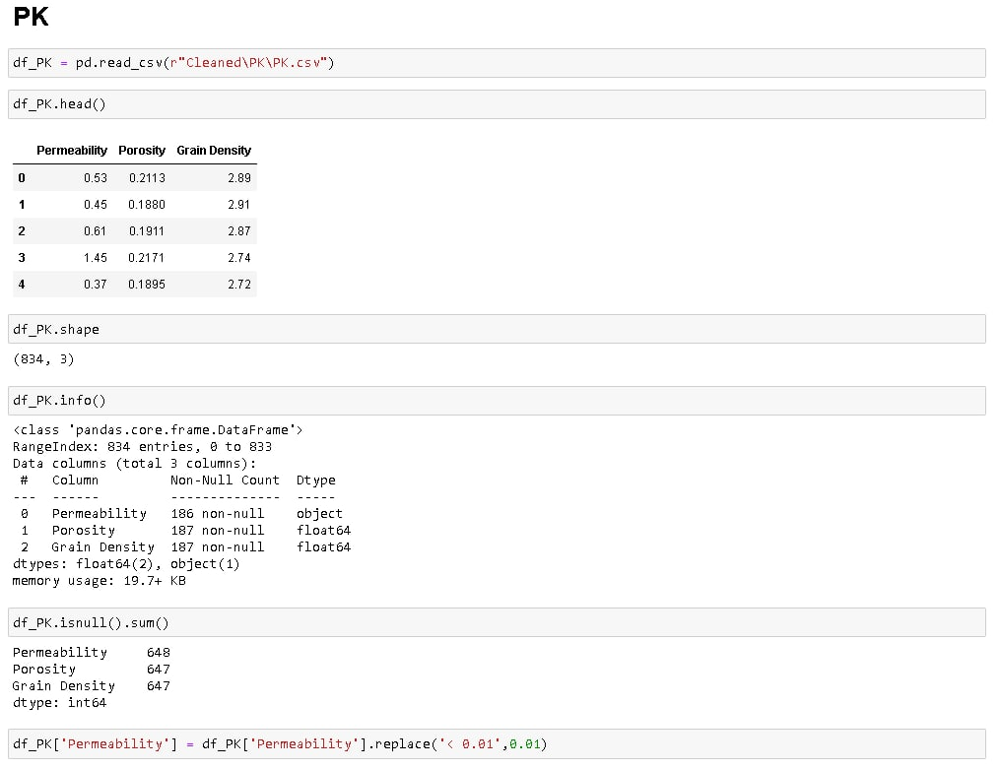 PK
df_PK = pd.read_csv(r"Cleaned\PK\PK.csv")
df_PK.head()
Permeability Porosity Grain Density
0 0.53 0.2113 2.89
1 0.45 0.1880 2.91
2 0.61 0.1911 2.87
3 1.45 0.2171 2.74
4 0.37 0.1895 2.72
df_PK.shape
(834, 3)
df_PK.info()
<class 'pandas.core.frame.DataFrame'>
RangeIndex: 834 entries, 0 to 833
Data columns (total 3 columns):
# Column Non-Null Count Dtype
--- ------ -------------- -----
0 Permeability 186 non-null object
1 Porosity 187 non-null float64
2 Grain Density 187 non-null float64
dtypes: float64(2), object(1)
memory usage: 19.7+ KB
df_PK.isnull().sum()
Permeability 648
Porosity 647
Grain Density 647
dtype: int64
df_PK['Permeability'] = df_PK['Permeability'].replace('< 0.01',0.01)